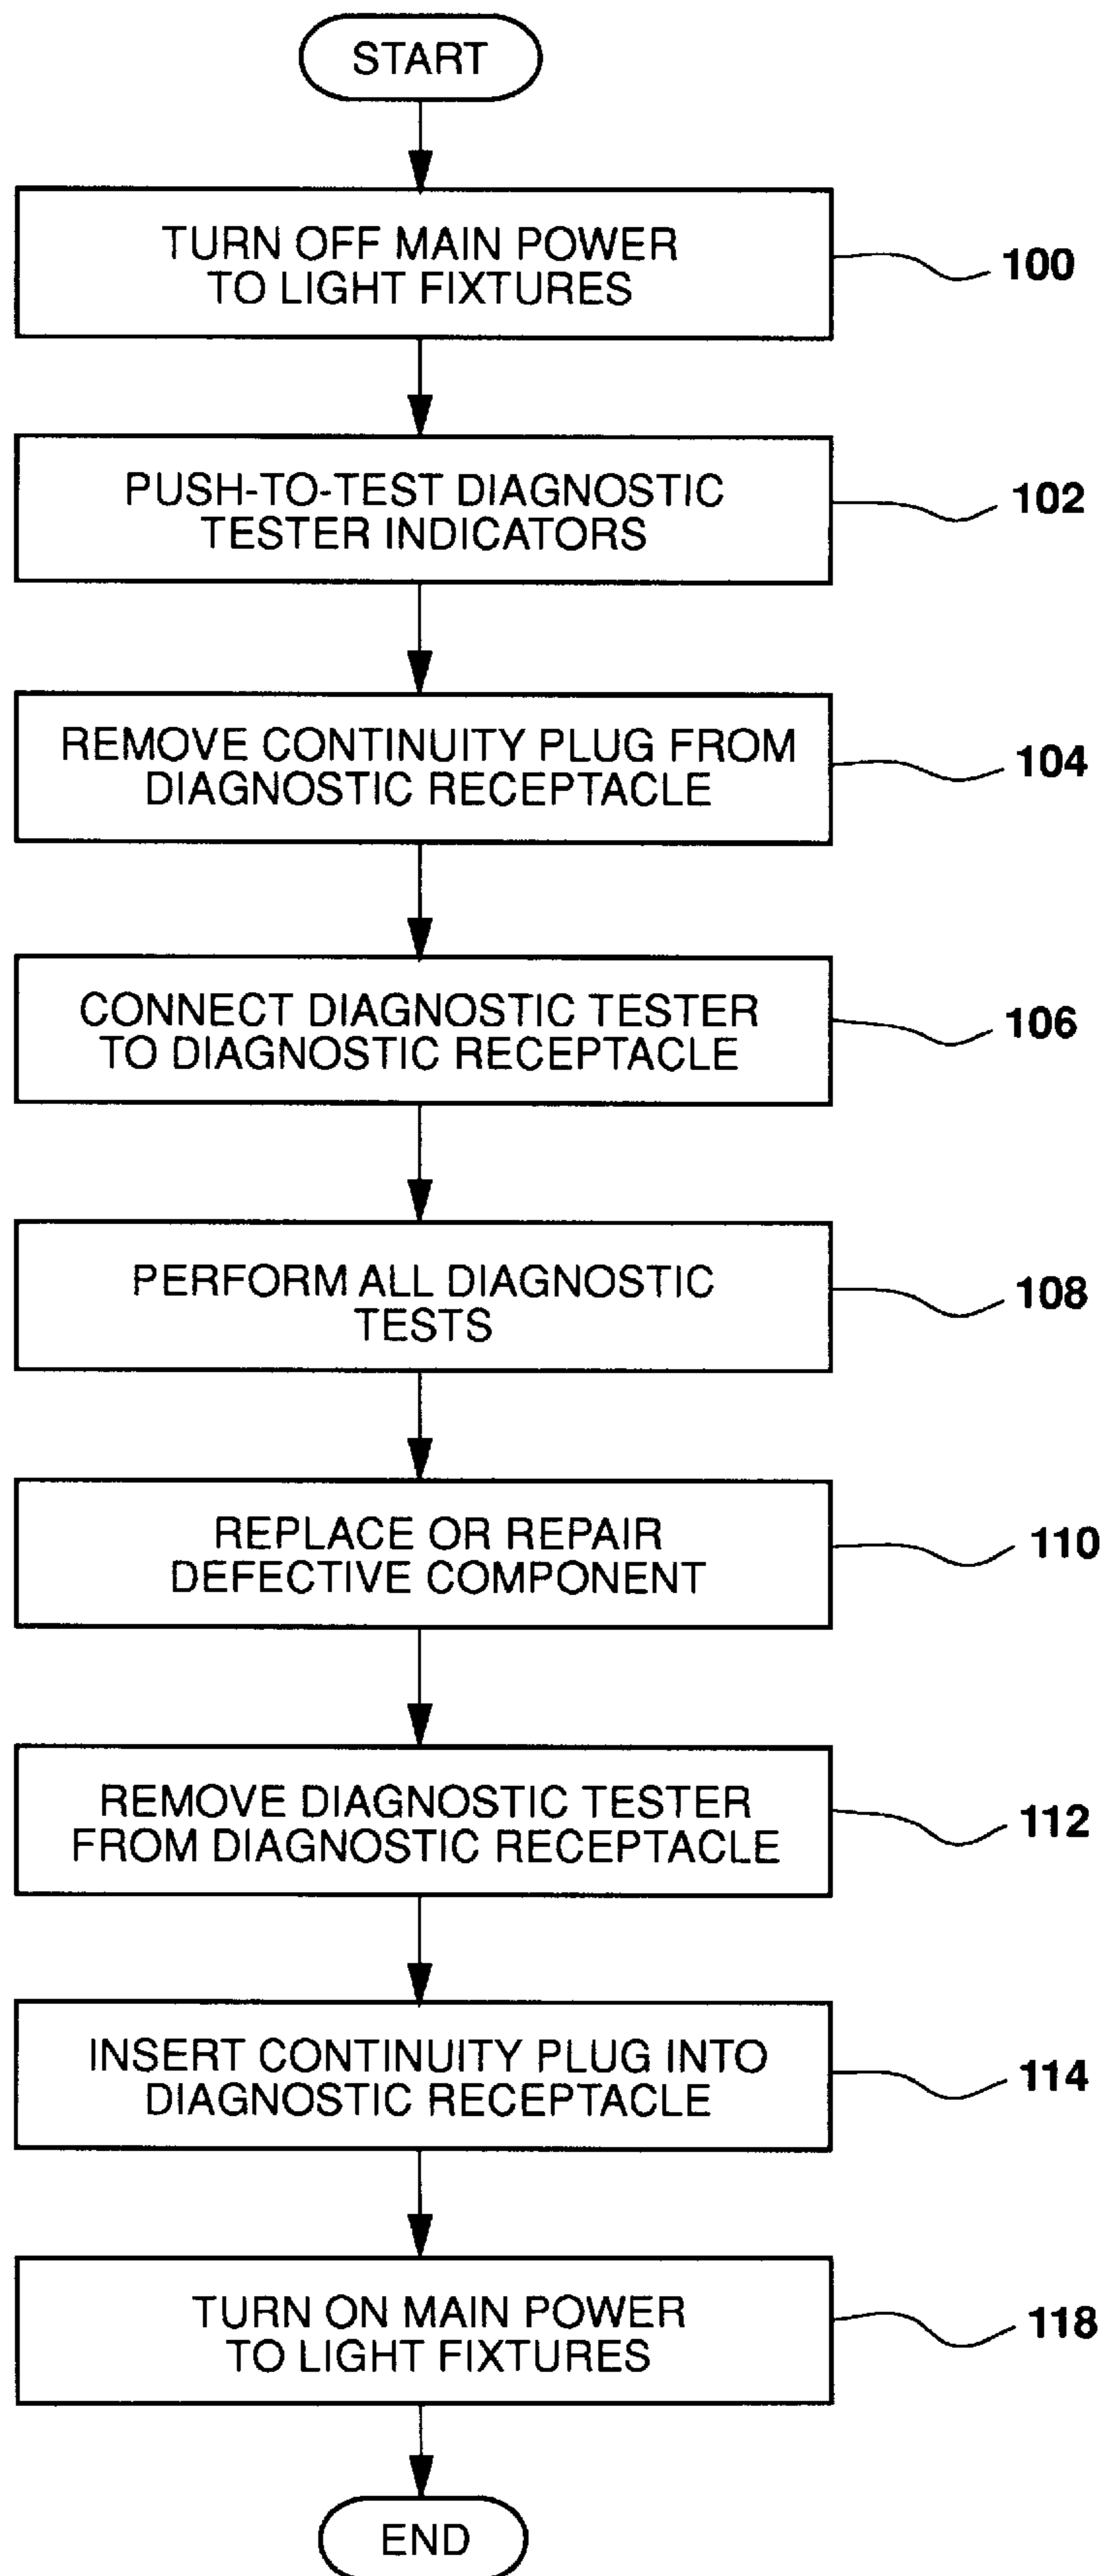 START
TURN OFF MAIN POWER
TO LIGHT FIXTURES
100
PUSH-TO-TEST DIAGNOSTIC
TESTER INDICATORS
102
REMOVE CONTINUITY PLUG FROM
DIAGNOSTIC RECEPTACLE
104
CONNECT DIAGNOSTIC TESTER
TO DIAGNOSTIC RECEPTACLE
106
PERFORM ALL DIAGNOSTIC
TESTS
108
REPLACE OR REPAIR
DEFECTIVE COMPONENT
110
REMOVE DIAGNOSTIC TESTER
FROM DIAGNOSTIC RECEPTACLE
112
INSERT CONTINUITY PLUG INTO
DIAGNOSTIC RECEPTACLE
114
TURN ON MAIN POWER
TO LIGHT FIXTURES
118
END